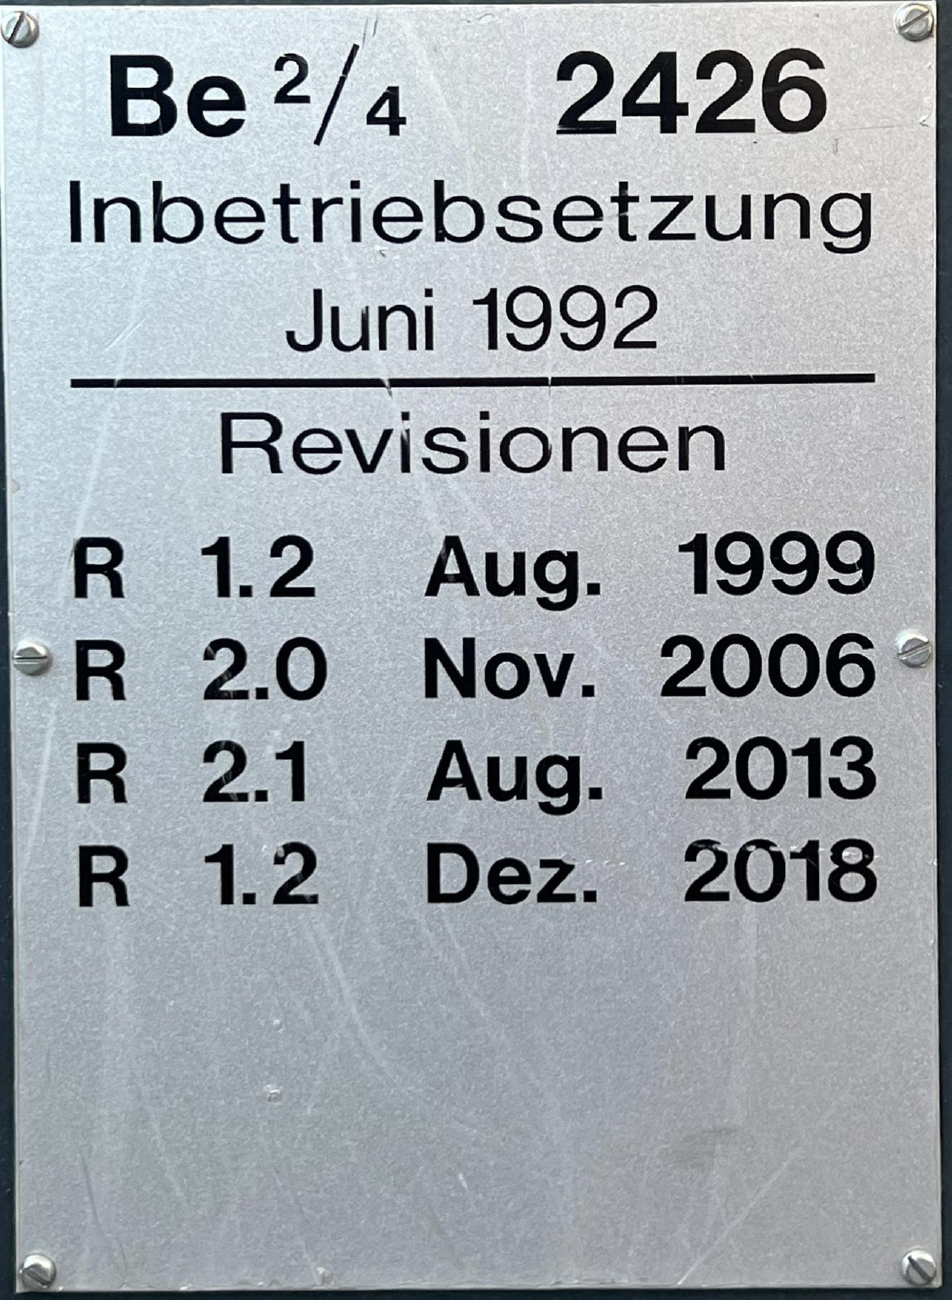 Be 2/4 2426
Inbetriebsetzung
Juni 1992
Revisionen
R 1.2 Aug. 1999
R 2.0 Nov. 2006
R 2.1 Aug. 2013
R 1.2 Dez. 2018